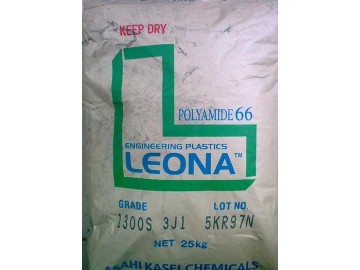 KEEP DRY
POLYAMIDE 66
ENGINEERING PLASTICS
LEONA™
GRADE LOT NO.
1300S 3J1 5KR97N
NET 25kg
ASAHI KASEI CHEMICALS